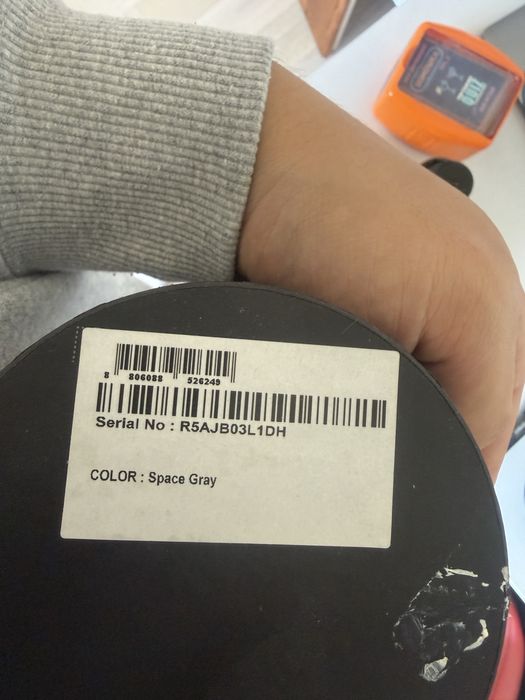 8 806088 526249
Serial No : R5AJB03L1DH
COLOR : Space Gray